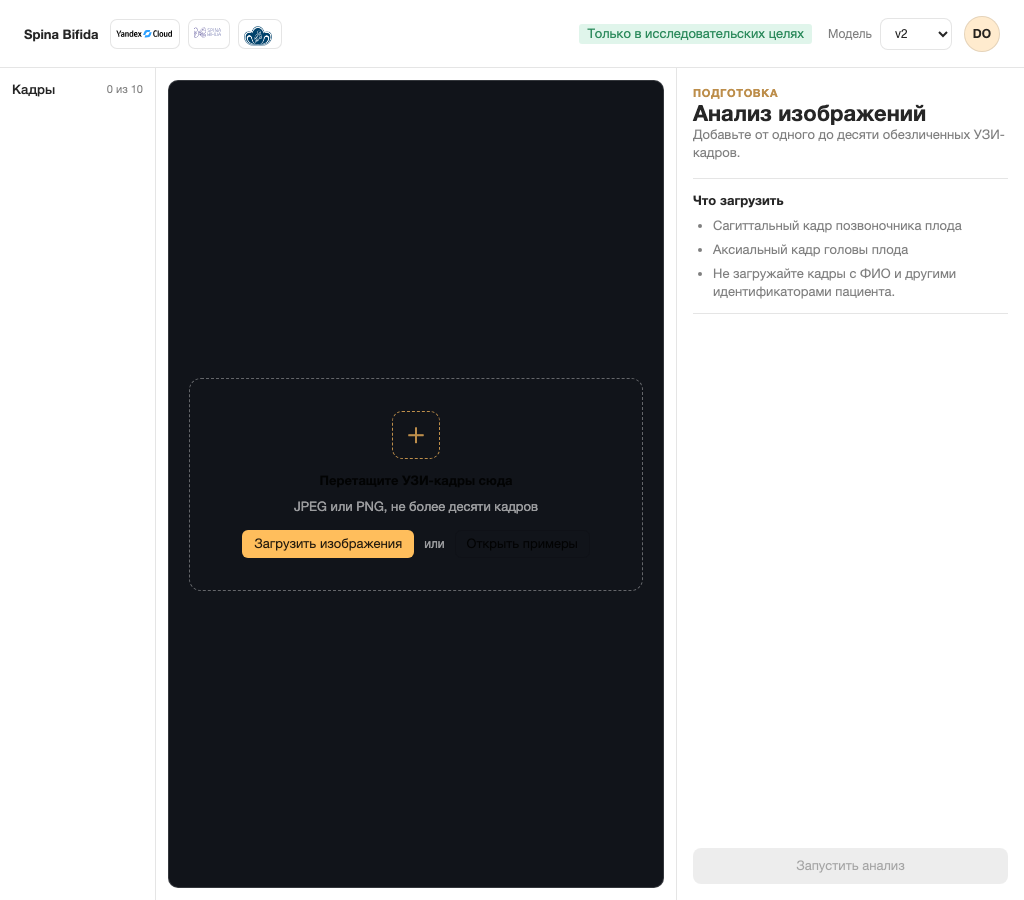 Spina Bifida
Yandex Cloud
Только в исследовательских целях
Модель
v2
DO
Кадры
0 из 10
Перетащите УЗИ-кадры сюда
JPEG или PNG, не более десяти кадров
Загрузить изображения
или
Открыть примеры
ПОДГОТОВКА
Анализ изображений
Добавьте от одного до десяти обезличенных УЗИ-
кадров.
Что загрузить
Сагиттальный кадр позвоночника плода
Аксиальный кадр головы плода
Не загружайте кадры с ФИО и другими
идентификаторами пациента.
Запустить анализ